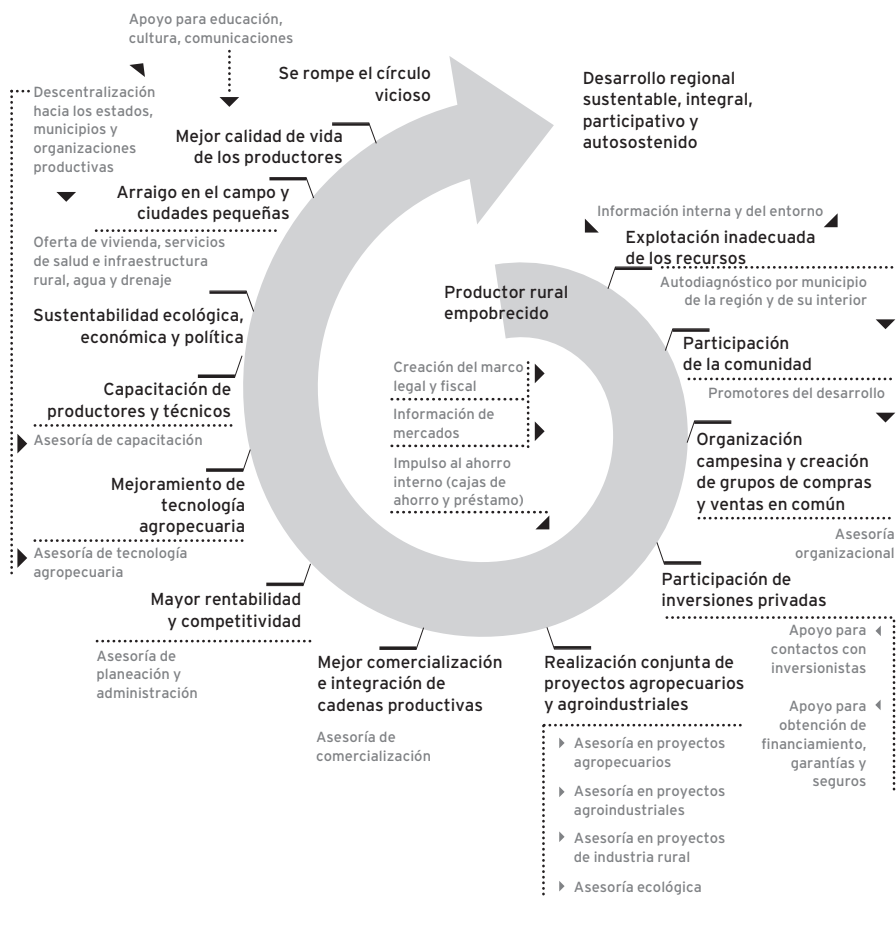 Apoyo para educación,
cultura, comunicaciones
Descentralización
hacia los estados,
municipios y
organizaciones
productivas
Se rompe el círculo
vicioso
Desarrollo regional
sustentable, integral,
participativo y
autosostenido
Mejor calidad de vida
de los productores
Arraigo en el campo y
ciudades pequeñas
Oferta de vivienda, servicios
de salud e infraestructura
rural, agua y drenaje
Sustentabilidad ecológica,
económica y política
Capacitación de
productores y técnicos
Asesoría de capacitación
Mejoramiento de
tecnología
agropecuaria
Asesoría de tecnología
agropecuaria
Mayor rentabilidad
y competitividad
Asesoría de
planeación y
administración
Mejor comercialización
e integración de
cadenas productivas
Asesoría de
comercialización
Productor rural
empobrecido
Creación del marco
legal y fiscal
Información de
mercados
Impulso al ahorro
interno (cajas de
ahorro y préstamo)
Información interna y del entorno
Explotación inadecuada
de los recursos
Autodiagnóstico por municipio
de la región y de su interior
Participación
de la comunidad
Promotores del desarrollo
Organización
campesina y creación
de grupos de compras
y ventas en común
Asesoría
organizacional
Participación de
inversiones privadas
Apoyo para
contactos con
inversionistas
Apoyo para
obtención de
financiamiento,
garantías y
seguros
Realización conjunta de
proyectos agropecuarios
y agroindustriales
Asesoría en proyectos
agropecuarios
Asesoría en proyectos
agroindustriales
Asesoría en proyectos
de industria rural
Asesoría ecológica